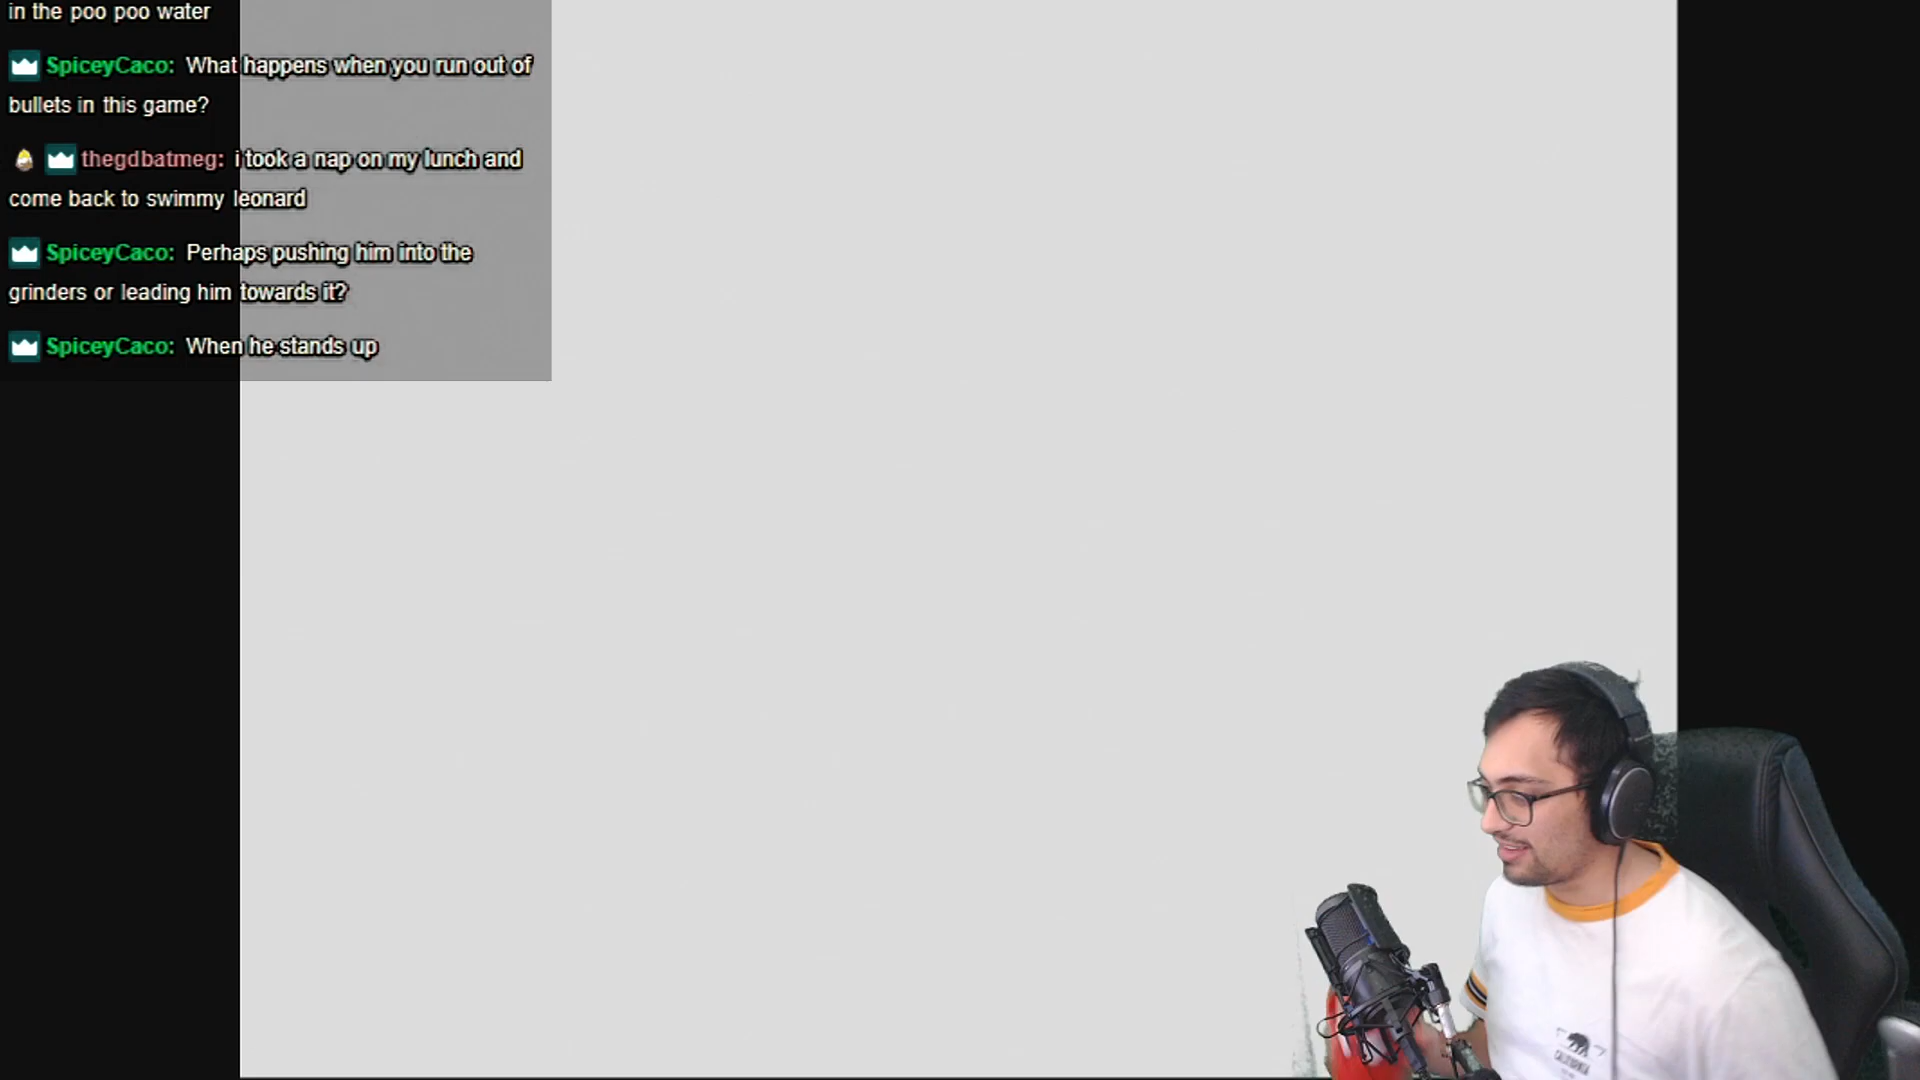 in the poo poo water
SpiceyCaco: What happens when you run out of
bullets in this game?
thegdbatmeg: i took a nap on my lunch and
come back to swimmy leonard
SpiceyCaco: Perhaps pushing him into the
grinders or leading him towards it?
SpiceyCaco: When he stands up
CALIFORNIA